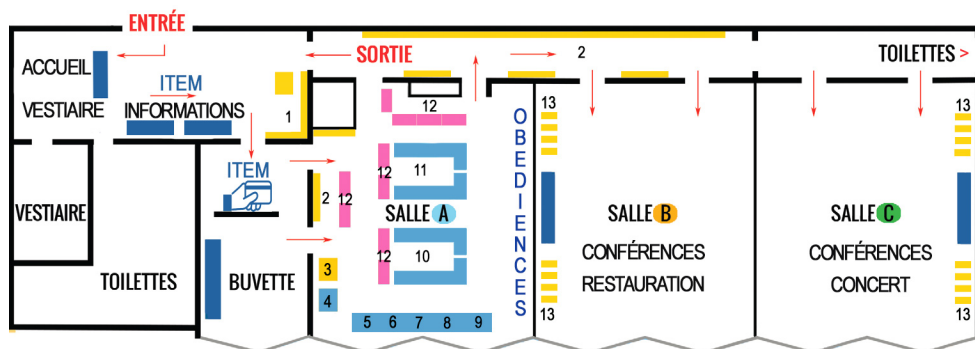 ENTRÉE
ACCUEIL
VESTIAIRE
ITEM
INFORMATIONS
1
SORTIE
2
TOILETTES >
VESTIAIRE
TOILETTES
ITEM
BUVETTE
2
12
3
4
12
12
11
SALLE A
12
10
5 6 7 8 9
OBEDIENCES
13
SALLE B
CONFÉRENCES
RESTAURATION
13
13
SALLE C
CONFÉRENCES
CONCERT
13